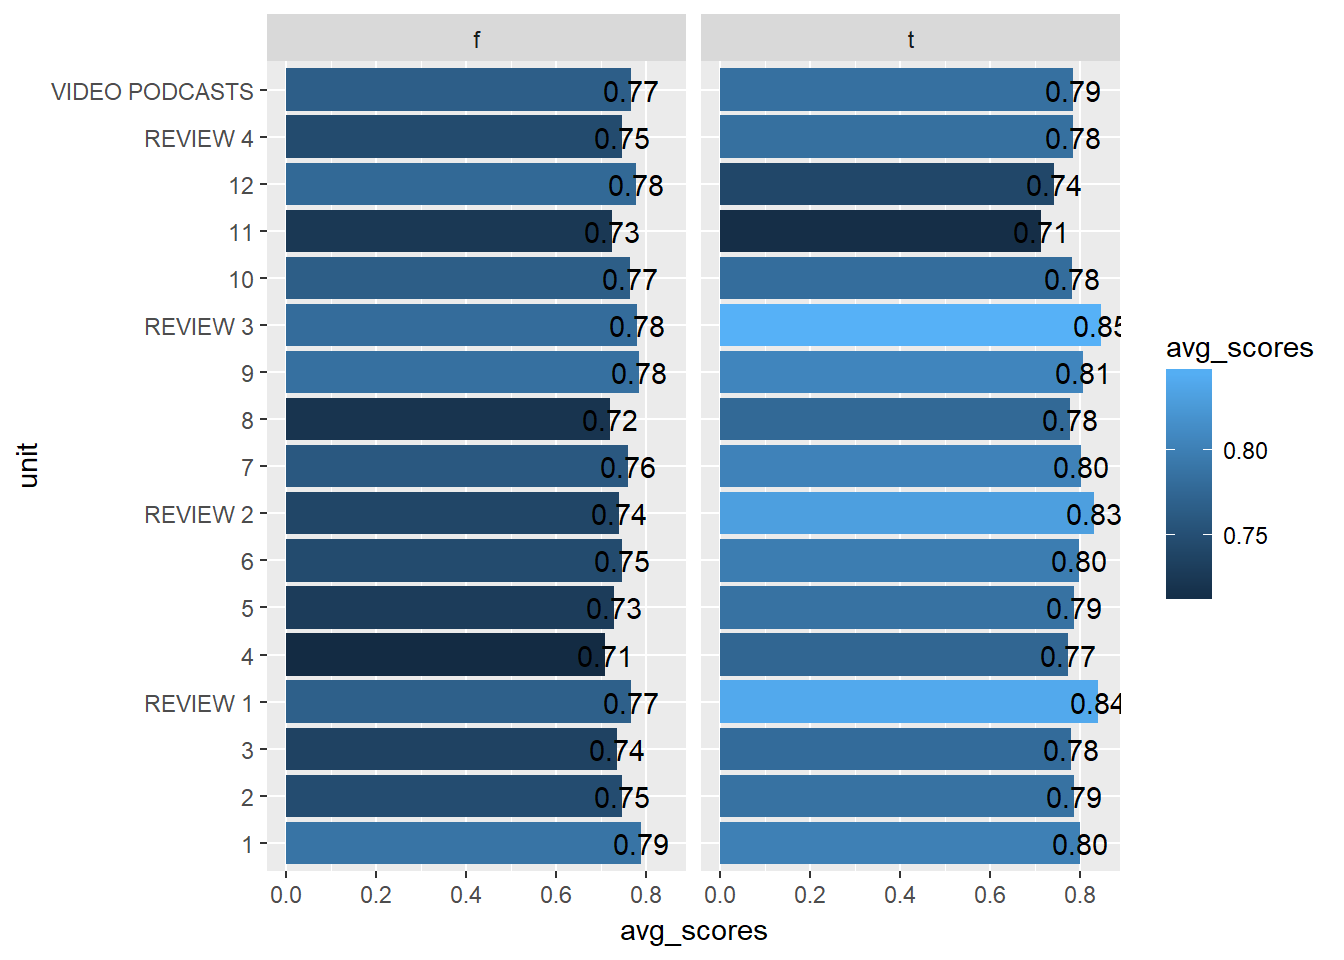 f t
VIDEO PODCASTS 0.77 0.79
REVIEW 4 0.75 0.78
12 0.78 0.74
11 0.73 0.71
10 0.77 0.78
REVIEW 3 0.78 0.85
9 0.78 0.81
8 0.72 0.78
7 0.76 0.80
REVIEW 2 0.74 0.83
6 0.75 0.80
5 0.73 0.79
4 0.71 0.77
REVIEW 1 0.77 0.84
3 0.74 0.78
2 0.75 0.79
1 0.79 0.80
0.0 0.2 0.4 0.6 0.8 0.0 0.2 0.4 0.6 0.8
avg_scores
unit
avg_scores
0.80
0.75